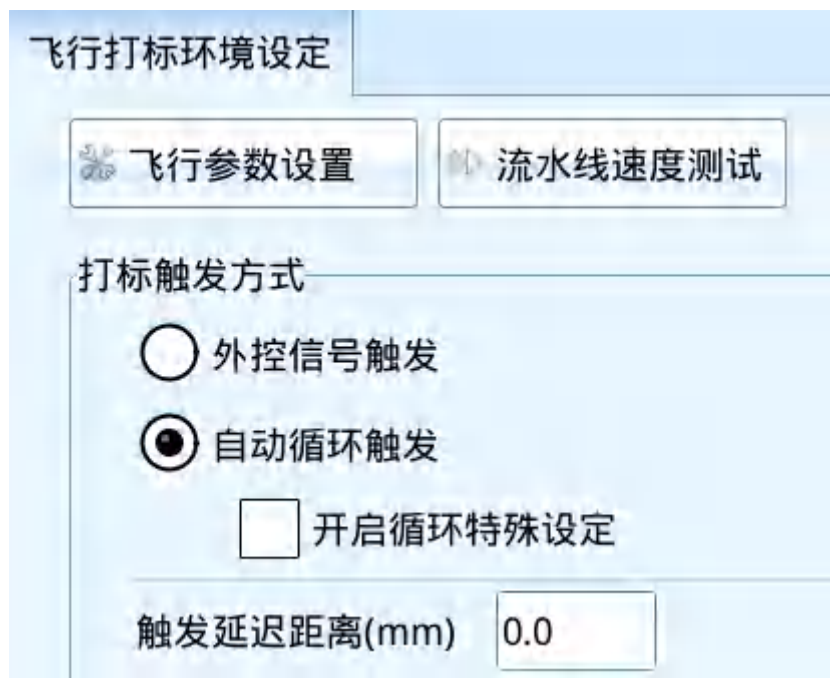 飞行打标环境设定
飞行参数设置 流水线速度测试
打标触发方式
外控信号触发
自动循环触发
开启循环特殊设定
触发延迟距离(mm) 0.0